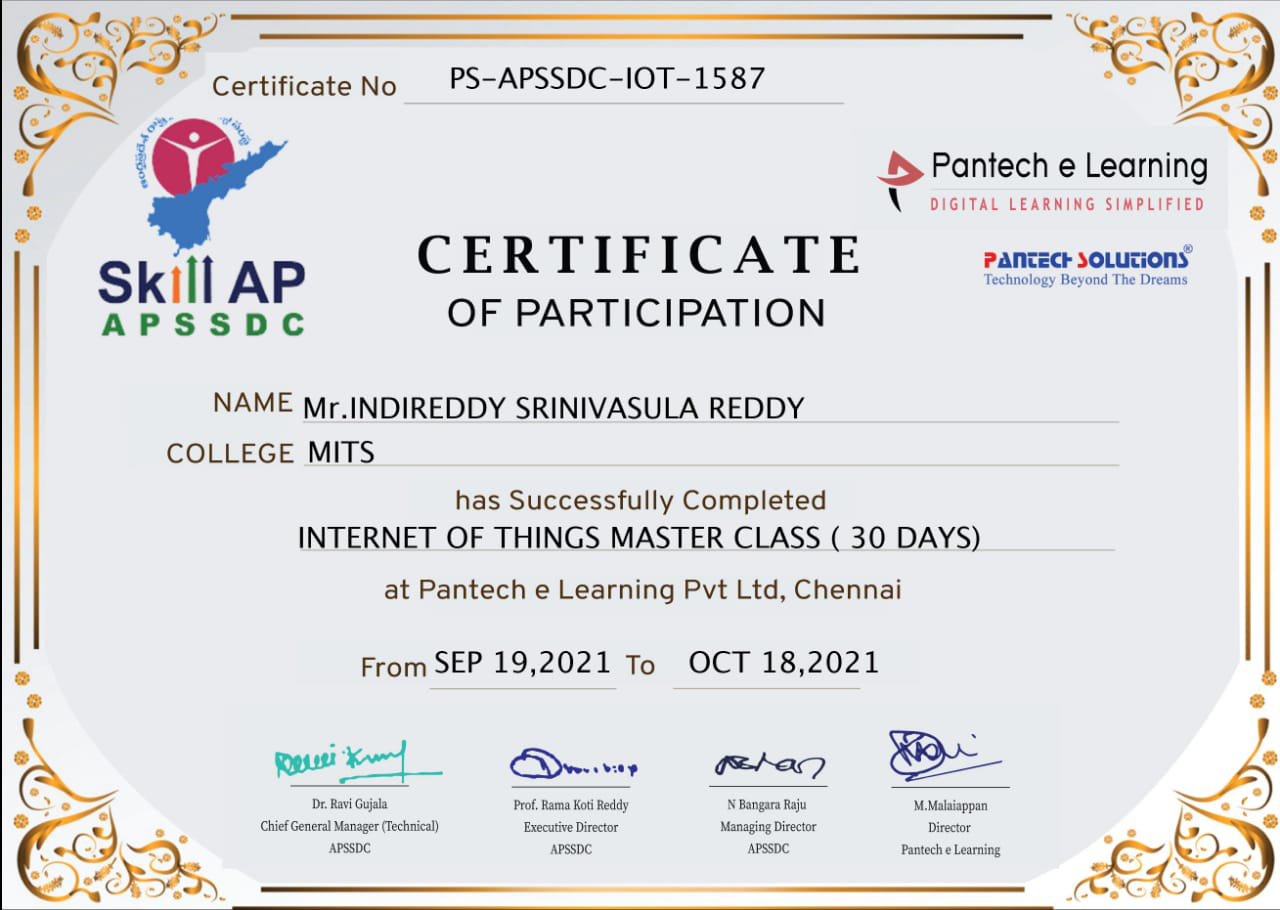 Certificate No PS-APSSDC-IOT-1587
Skill AP
APSSDC
Pantech e Learning
DIGITAL LEARNING SIMPLIFIED
PANTECH SOLUTIONS®
Technology Beyond The Dreams
CERTIFICATE
OF PARTICIPATION
NAME Mr.INDIREDDY SRINIVASULA REDDY
COLLEGE MITS
has Successfully Completed
INTERNET OF THINGS MASTER CLASS ( 30 DAYS)
at Pantech e Learning Pvt Ltd, Chennai
From SEP 19,2021 To OCT 18,2021
Dr. Ravi Gujala
Chief General Manager (Technical)
APSSDC
Prof. Rama Koti Reddy
Executive Director
APSSDC
N Bangara Raju
Managing Director
APSSDC
M.Malaiappan
Director
Pantech e Learning